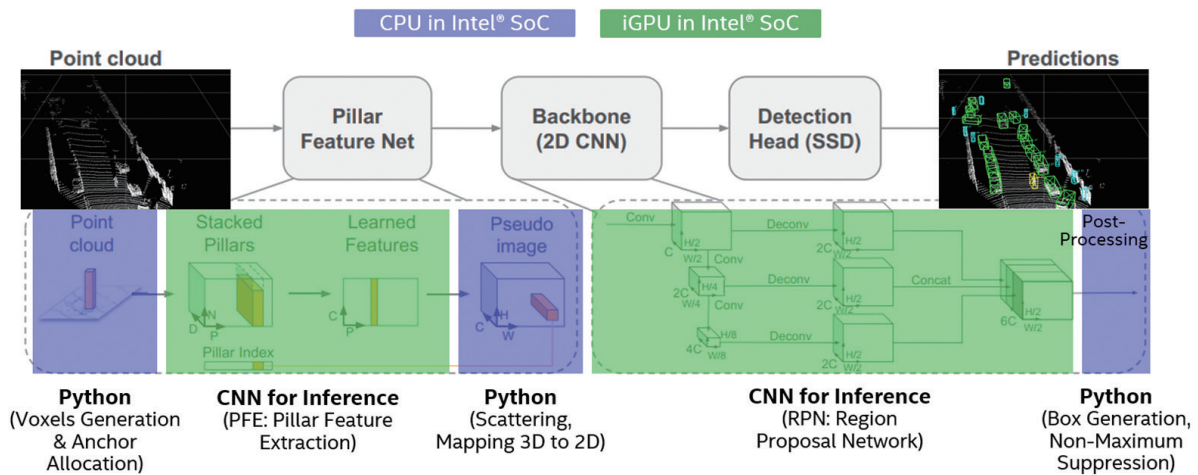 CPU in Intel® SoC
iGPU in Intel® SoC
Point cloud
Predictions
Pillar
Feature Net
Backbone
(2D CNN)
Detection
Head (SSD)
Point
cloud
Stacked
Pillars
Learned
Features
Pseudo
image
Post-
Processing
D
N
P
C
P
Pillar Index
C
H
W
Conv
C
H/2
W/2
Conv
2C
H/4
W/4
Conv
4C
H/8
W/8
Deconv
Deconv
Deconv
2C
H/2
W/2
2C
H/2
W/2
2C
H/2
W/2
Concat
6C
H/2
W/2
Python
(Voxels Generation
& Anchor
Allocation)
CNN for Inference
(PFE: Pillar Feature
Extraction)
Python
(Scattering,
Mapping 3D to 2D)
CNN for Inference
(RPN: Region
Proposal Network)
Python
(Box Generation,
Non-Maximum
Suppression)